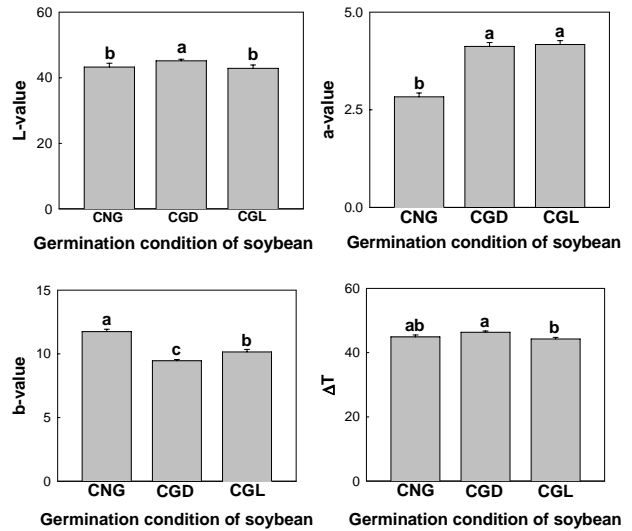 60
40
20
0
L-value
b
a
b
CNG
CGD
CGL
Germination condition of soybean
5.0
2.5
0.0
a-value
b
a
a
CNG
CGD
CGL
Germination condition of soybean
15
10
5
0
b-value
a
c
b
CNG
CGD
CGL
Germination condition of soybean
60
40
20
0
ΔT
ab
a
b
CNG
CGD
CGL
Germination condition of soybean